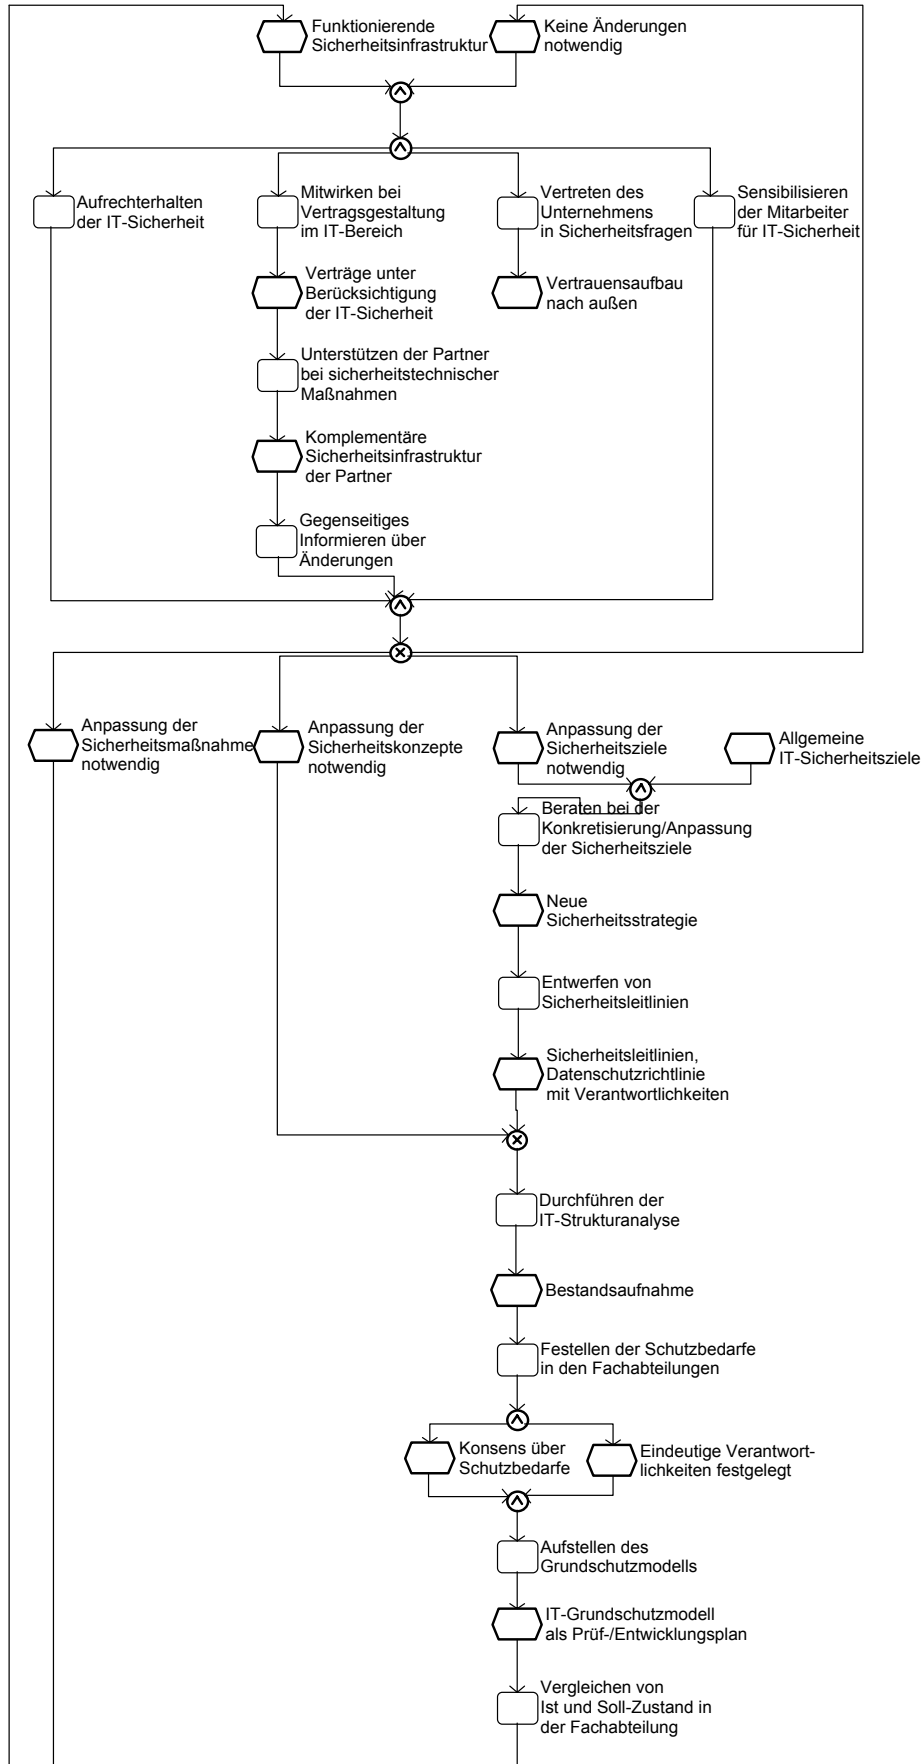 Funktionierende
Sicherheitsinfrastruktur
Keine Änderungen
notwendig
Aufrechterhalten
der IT-Sicherheit
Mitwirken bei
Vertragsgestaltung
im IT-Bereich
Vertreten des
Unternehmens
in Sicherheitsfragen
Sensibilisieren
der Mitarbeiter
für IT-Sicherheit
Verträge unter
Berücksichtigung
der IT-Sicherheit
Vertrauensaufbau
nach außen
Unterstützen der Partner
bei sicherheitstechnischer
Maßnahmen
Komplementäre
Sicherheitsinfrastruktur
der Partner
Gegenseitiges
Informieren über
Änderungen
Anpassung der
Sicherheitsmaßnahme
notwendig
Anpassung der
Sicherheitskonzepte
notwendig
Anpassung der
Sicherheitsziele
notwendig
Allgemeine
IT-Sicherheitsziele
Beraten bei der
Konkretisierung/Anpassung
der Sicherheitsziele
Neue
Sicherheitsstrategie
Entwerfen von
Sicherheitsleitlinien
Sicherheitsleitlinien,
Datenschutzrichtlinie
mit Verantwortlichkeiten
Durchführen der
IT-Strukturanalyse
Bestandsaufnahme
Festellen der Schutzbedarfe
in den Fachabteilungen
Konsens über
Schutzbedarfe
Eindeutige Verantwort-
lichkeiten festgelegt
Aufstellen des
Grundschutzmodells
IT-Grundschutzmodell
als Prüf-/Entwicklungsplan
Vergleichen von
Ist und Soll-Zustand in
der Fachabteilung